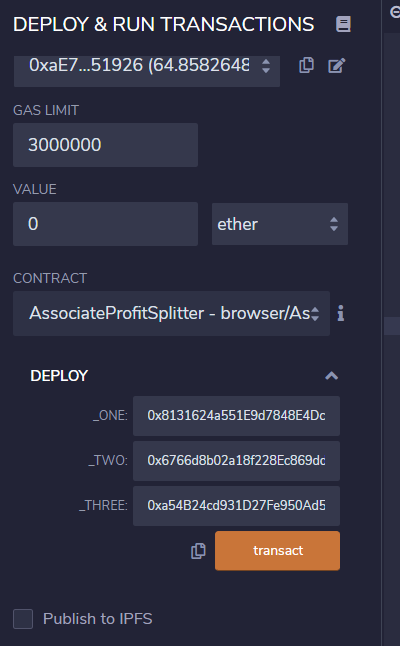 DEPLOY & RUN TRANSACTIONS
0xaE7...51926 (64.8582648
GAS LIMIT
3000000
VALUE
0 ether
CONTRACT
AssociateProfitSplitter - browser/As
DEPLOY
_ONE: 0x8131624a551E9d7848E4Dc
_TWO: 0x6766d8b02a18f228Ec869dc
_THREE: 0xa54B24cd931D27Fe950Ad5
transact
Publish to IPFS